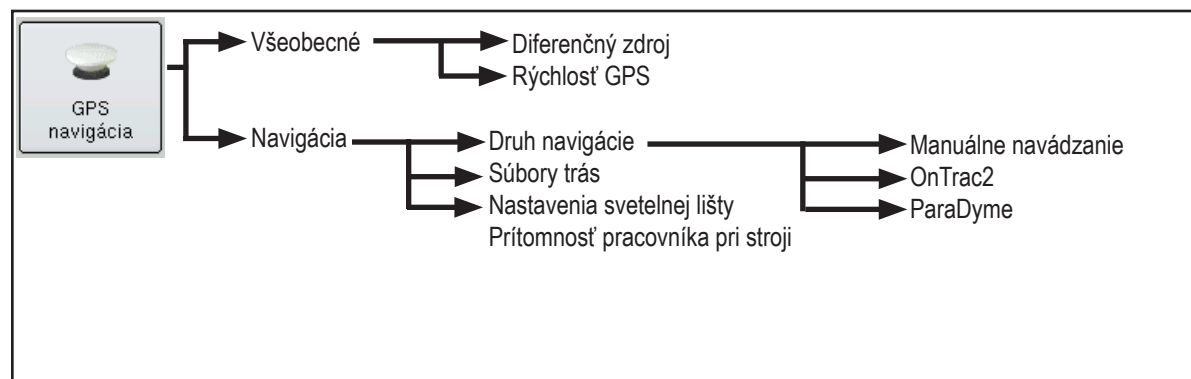 GPS
navigácia
Všeobecné
Diferenčný zdroj
Rýchlosť GPS
Navigácia
Druh navigácie
Súbory trás
Nastavenia svetelnej lišty
Prítomnosť pracovníka pri stroji
Manuálne navádzanie
OnTrac2
ParaDyme